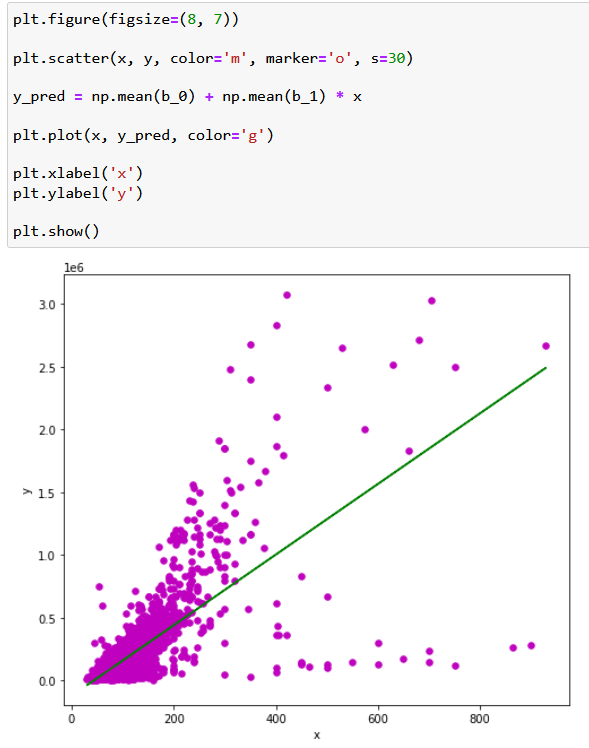 plt.figure(figsize=(8, 7))
plt.scatter(x, y, color='m', marker='o', s=30)
y_pred = np.mean(b_0) + np.mean(b_1) * x
plt.plot(x, y_pred, color='g')
plt.xlabel('x')
plt.ylabel('y')
plt.show()
1e6
3.0
2.5
2.0
1.5
y
1.0
0.5
0.0
0 200 400 600 800
x